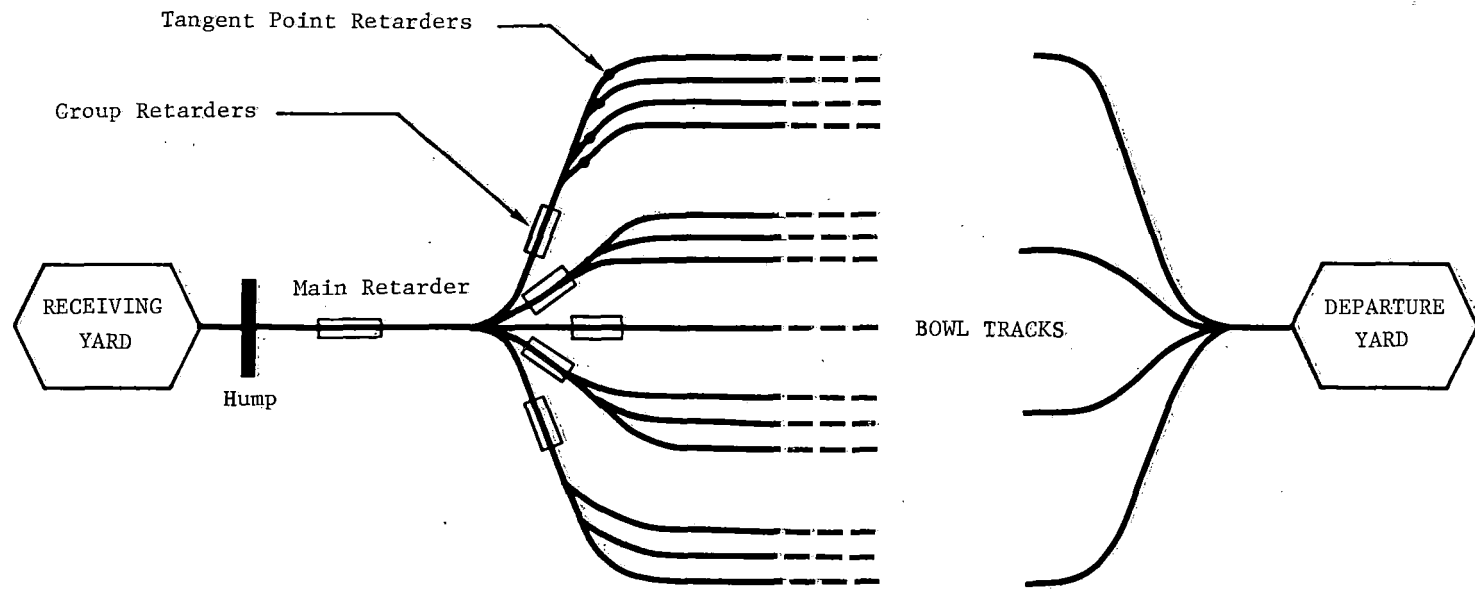 Tangent Point Retarders
Group Retarders
Main Retarder
RECEIVING
YARD
Hump
BOWL TRACKS
DEPARTURE
YARD